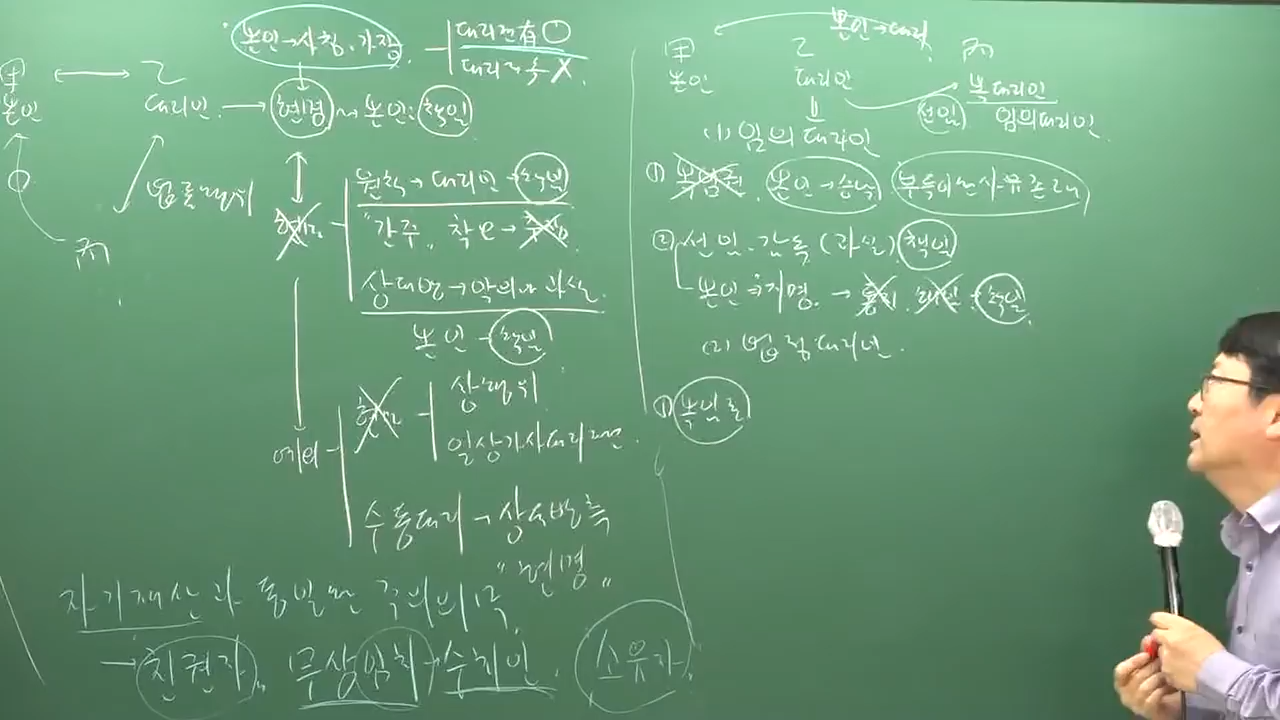 본인→사칭, 가장
대리권有 ○
대리 X
甲 ↔ 乙
본인 대리인 → 현명 본인: 책임
법률행위
丙
원칙 → 대리인 → 책임
"간주" 착오 →
상대방 → 악의나 과실
본인 → 책임
예외
상행위
일상가사대리권
수동대리 → 상대방측
"현명"
자기재산과 동일한 주의의무
→ 친권자, 무상임치 → 수치인, 소유자
본인→대리
甲 乙 丙
본인 대리인 복대리인
선임 임의대리인
(1) 임의대리인
① 복임권 본인→승낙 부득이한 사유 존재
② 선임·감독 (과실) 책임
본인 ⇒ 지명 → 통지, 해임: 책임
(2) 법정대리인
① 복임권